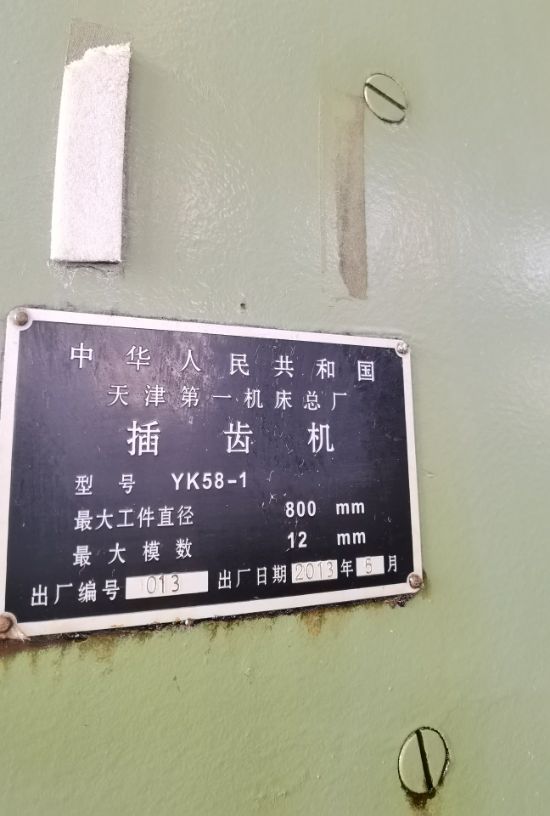 中华人民共和国
天津第一机床总厂
插齿机
型号 YK58-1
最大工件直径 800 mm
最大模数 12 mm
出厂编号 1013 出厂日期 2013 年 6 月